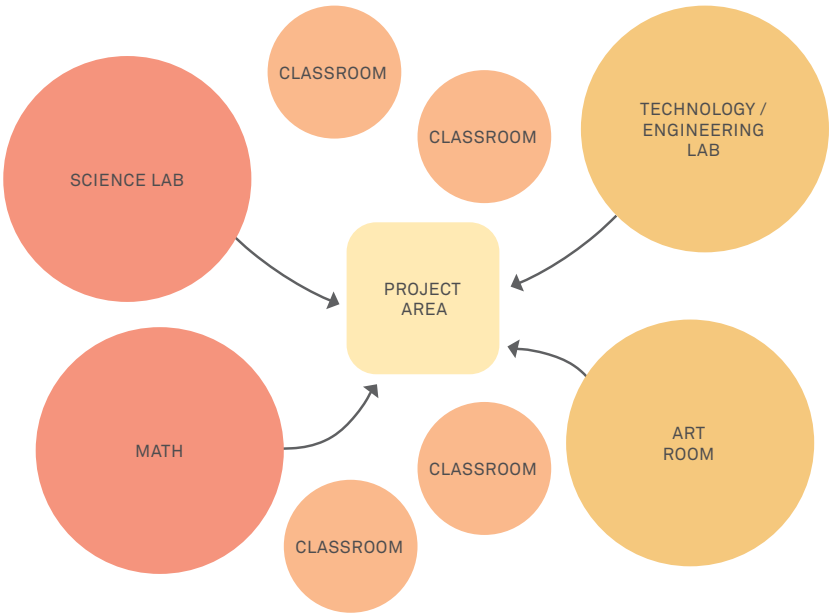 CLASSROOM
CLASSROOM
TECHNOLOGY /
ENGINEERING
LAB
SCIENCE LAB
PROJECT
AREA
MATH
ART
ROOM
CLASSROOM
CLASSROOM